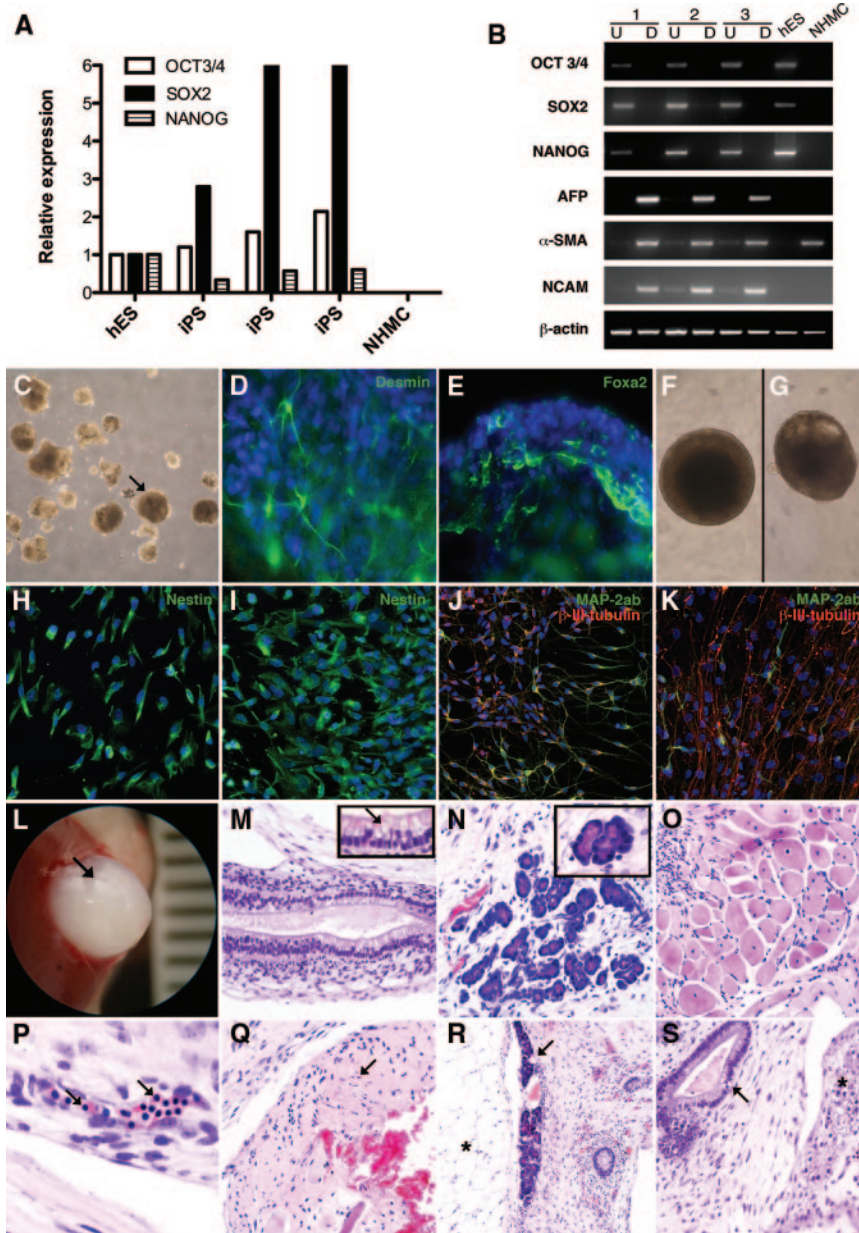 A
OCT3/4
SOX2
NANOG
Relative expression
6
5
4
3
2
1
0
hES
iPS
iPS
iPS
NHMC
B
1 2 3
U D U D U D hES NHMC
OCT 3/4
SOX2
NANOG
AFP
α-SMA
NCAM
β-actin
C
D
Desmin
E
Foxa2
F
G
H
Nestin
I
Nestin
J
MAP-2ab
β-III-tubulin
K
MAP-2ab
β-III-tubulin
L
M
N
O
P
Q
R
*
S
*